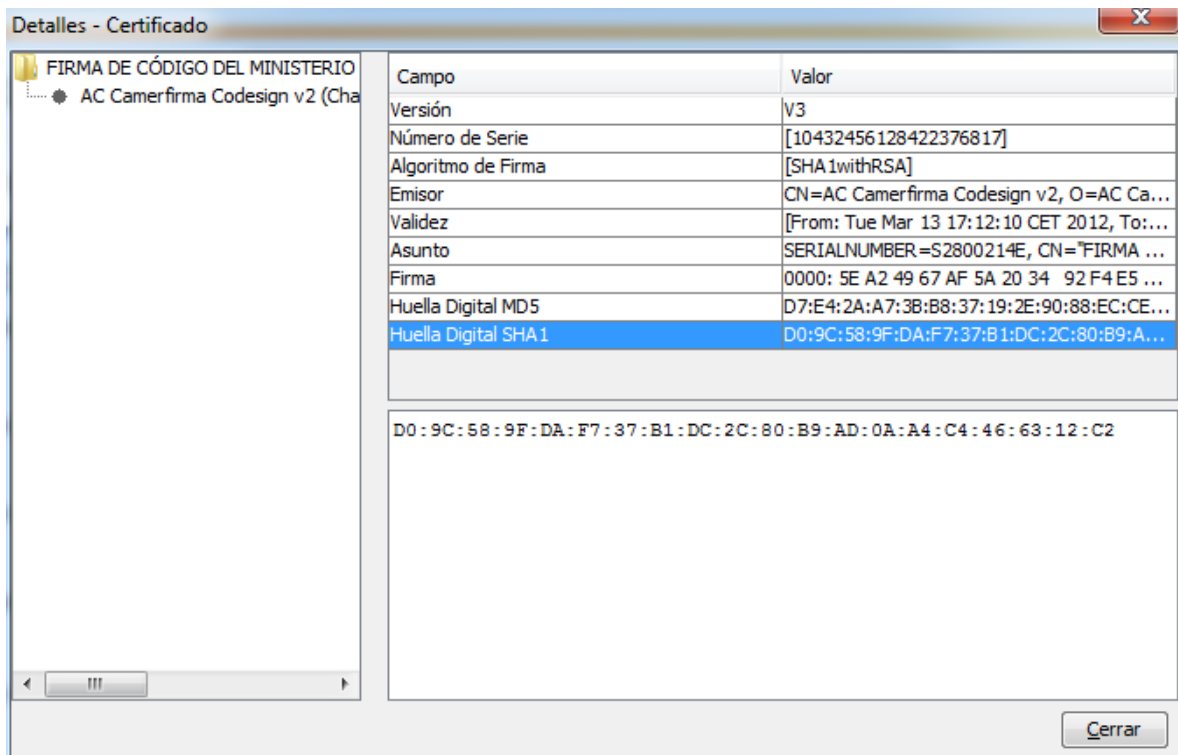 Detalles - Certificado
FIRMA DE CÓDIGO DEL MINISTERIO
AC Camerfirma Codesign v2 (Cha
Campo Valor
Versión V3
Número de Serie [10432456128422376817]
Algoritmo de Firma [SHA1withRSA]
Emisor CN=AC Camerfirma Codesign v2, O=AC Ca...
Validez [From: Tue Mar 13 17:12:10 CET 2012, To:...
Asunto SERIALNUMBER=S2800214E, CN="FIRMA ...
Firma 0000: 5E A2 49 67 AF 5A 20 34 92 F4 E5 ...
Huella Digital MD5 D7:E4:2A:A7:3B:B8:37:19:2E:90:88:EC:CE...
Huella Digital SHA1 D0:9C:58:9F:DA:F7:37:B1:DC:2C:80:B9:A...
D0:9C:58:9F:DA:F7:37:B1:DC:2C:80:B9:AD:0A:A4:C4:46:63:12:C2
Cerrar